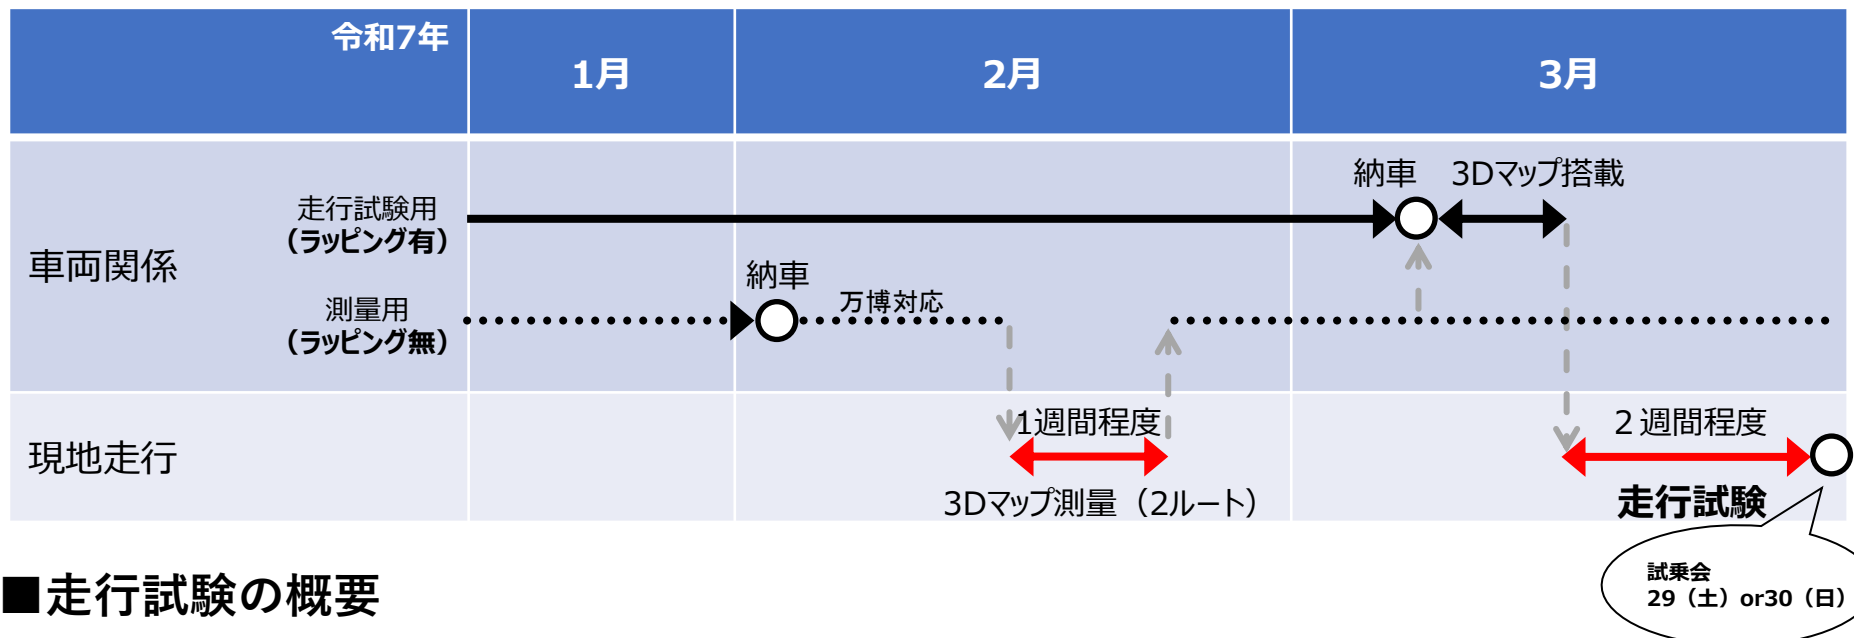 令和7年
1月
2月
3月
車両関係
走行試験用
（ラッピング有）
納車
3Dマップ搭載
測量用
（ラッピング無）
納車
万博対応
現地走行
1週間程度
3Dマップ測量（2ルート）
２週間程度
走行試験
試乗会
29（土）or30（日）
■走行試験の概要